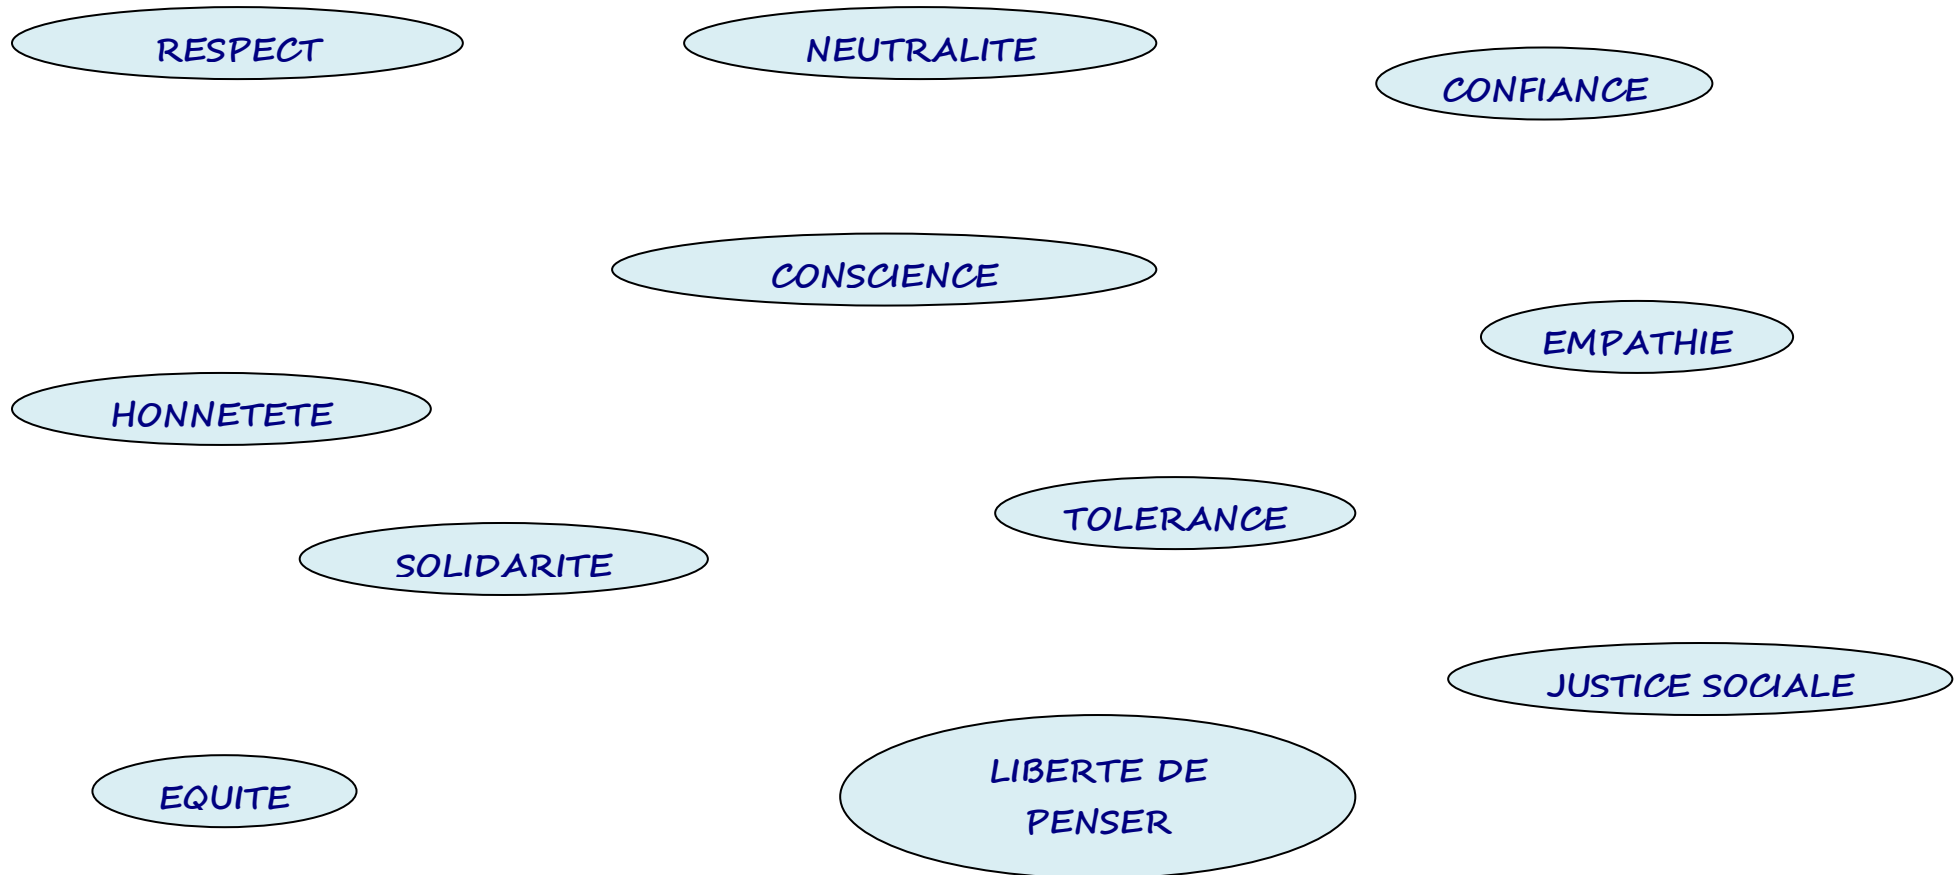 RESPECT
NEUTRALITE
CONFIANCE
CONSCIENCE
EMPATHIE
HONNETETE
TOLERANCE
SOLIDARITE
JUSTICE SOCIALE
LIBERTE DE
PENSER
EQUITE